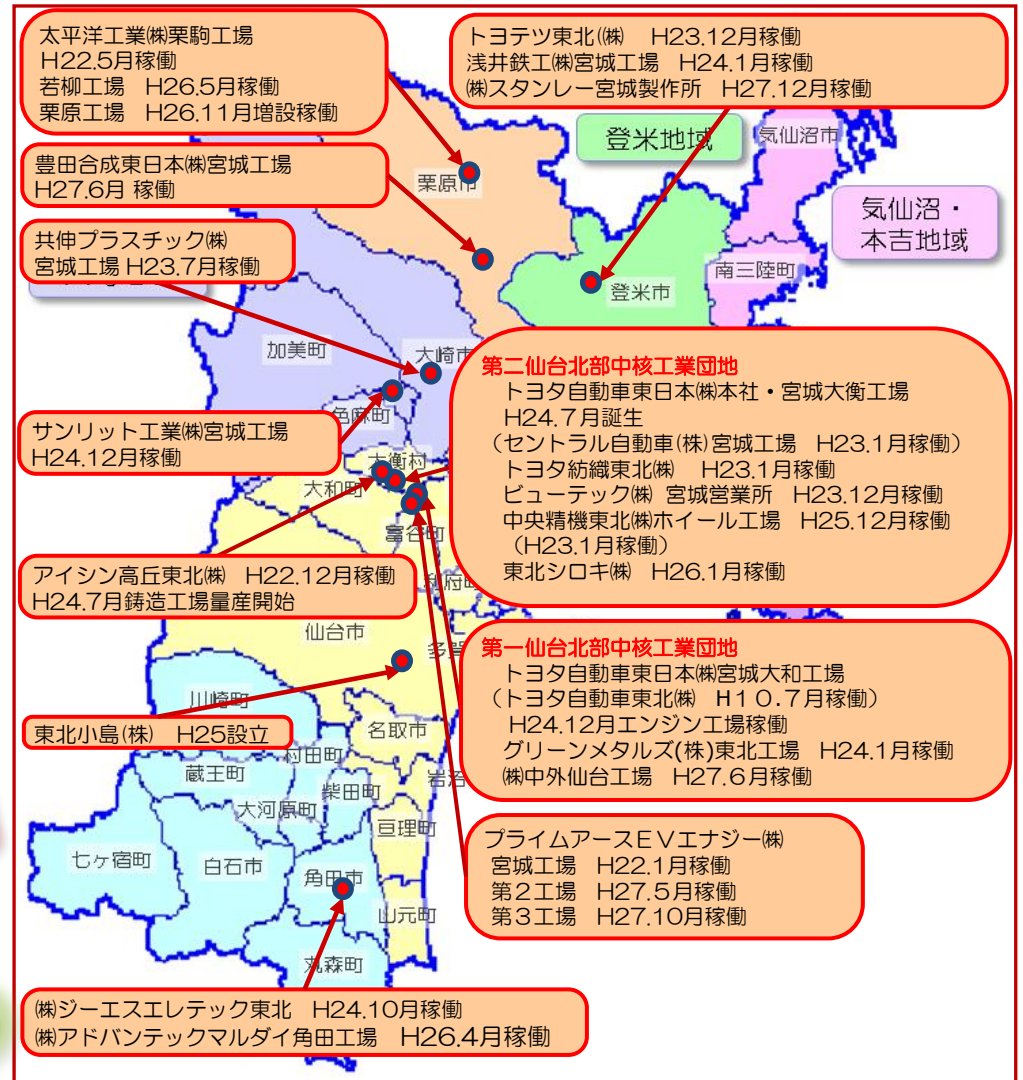 太平洋工業㈱栗駒工場
H22.5月稼働
若柳工場 H26.5月稼働
栗原工場 H26.11月増設稼働
トヨテツ東北(㈱ H23.12月稼働
浅井鉄工㈱宮城工場 H24.1月稼働
㈱スタンレー宮城製作所 H27.12月稼働
登米地域
気仙沼市
豊田合成東日本㈱宮城工場
H27.6月 稼働
栗原市
気仙沼・
本吉地域
共伸プラスチック㈱
宮城工場 H23.7月稼働
南三陸町
登米市
加美町
大崎市
第二仙台北部中核工業団地
トヨタ自動車東日本㈱本社・宮城大衡工場
H24.7月誕生
（セントラル自動車(株)宮城工場 H23.1月稼働）
トヨタ紡織東北㈱ H23.1月稼働
ビューテック㈱ 宮城営業所 H23.12月稼働
中央精機東北㈱ホイール工場 H25.12月稼働
（H23.1月稼働）
東北シロキ㈱ H26.1月稼働
色麻町
サンリット工業㈱宮城工場
H24.12月稼働
大衡村
大和町
富谷町
アイシン高丘東北㈱ H22.12月稼働
H24.7月鋳造工場量産開始
利府町
仙台市
第一仙台北部中核工業団地
トヨタ自動車東日本㈱宮城大和工場
（トヨタ自動車東北㈱ H１０.７月稼働）
H24.12月エンジン工場稼働
グリーンメタルズ(株)東北工場 H24.1月稼働
㈱中外仙台工場 H27.6月稼働
川崎町
東北小島(株) H25設立
名取市
村田町
蔵王町
岩沼
柴田町
大河原町
亘理町
プライムアースＥＶエナジー㈱
宮城工場 H22.1月稼働
第2工場 H27.5月稼働
第3工場 H27.10月稼働
七ヶ宿町
白石市
角田市
山元町
丸森町
㈱ジーエスエレテック東北 H24.10月稼働
㈱アドバンテックマルダイ角田工場 H26.4月稼働